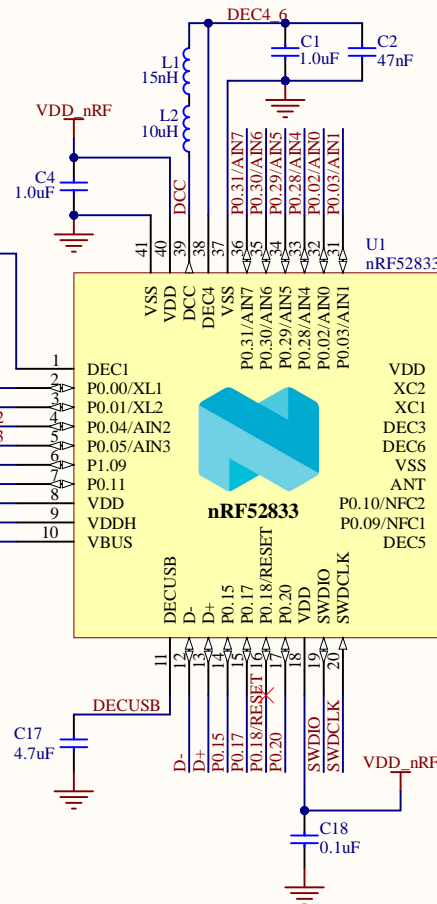 DEC4_6
C1
1.0uF
C2
47nF
L1
15nH
L2
10uH
VDD_nRF
C4
1.0uF
DCC
P0.31/AIN7
P0.30/AIN6
P0.29/AIN5
P0.28/AIN4
P0.02/AIN0
P0.03/AIN1
41
40
39
38
37
36
35
34
33
32
31
U1
nRF52833
VSS
VDD
DCC
DEC4
VSS
P0.31/AIN7
P0.30/AIN6
P0.29/AIN5
P0.28/AIN4
P0.02/AIN0
P0.03/AIN1
1 DEC1
2 P0.00/XL1
3 P0.01/XL2
4 P0.04/AIN2
5 P0.05/AIN3
6 P1.09
7 P0.11
8 VDD
9 VDDH
10 VBUS
VDD
XC2
XC1
DEC3
DEC6
VSS
ANT
P0.10/NFC2
P0.09/NFC1
DEC5
nRF52833
DECUSB
D-
D+
P0.15
P0.17
P0.18/RESET
P0.20
VDD
SWDIO
SWDCLK
11
12
13
14
15
16
17
18
19
20
DECUSB
C17
4.7uF
D-
D+
P0.15
P0.17
P0.18/RESET
P0.20
SWDIO
SWDCLK
VDD_nRF
C18
0.1uF